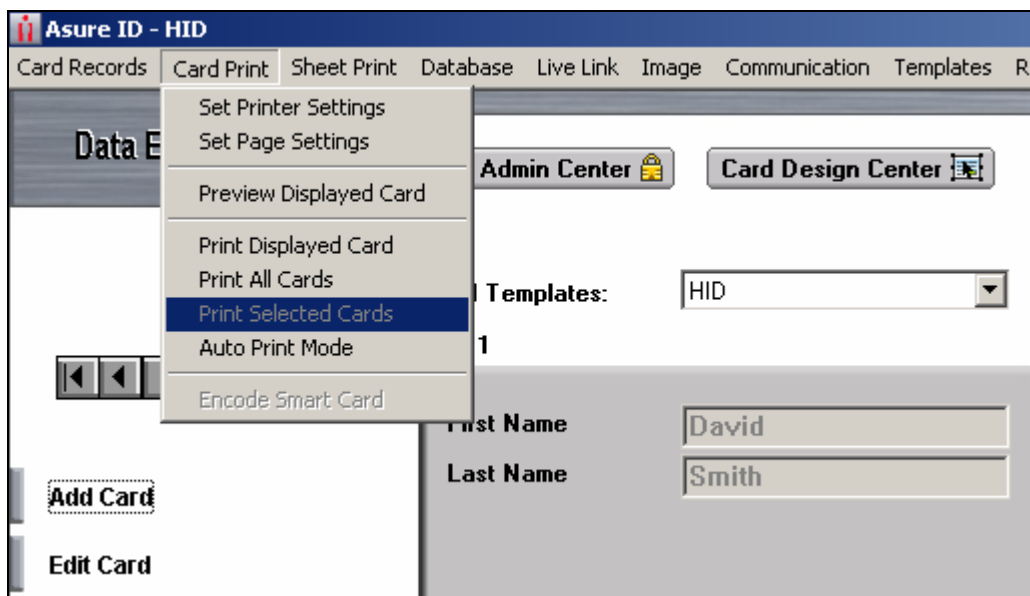 Asure ID - HID
Card Records Card Print Sheet Print Database Live Link Image Communication Templates R
Set Printer Settings
Set Page Settings
Preview Displayed Card
Print Displayed Card
Print All Cards
Print Selected Cards
Auto Print Mode
Encode Smart Card
Data E
Admin Center
Card Design Center
Templates:
HID
1
First Name
David
Last Name
Smith
Add Card
Edit Card